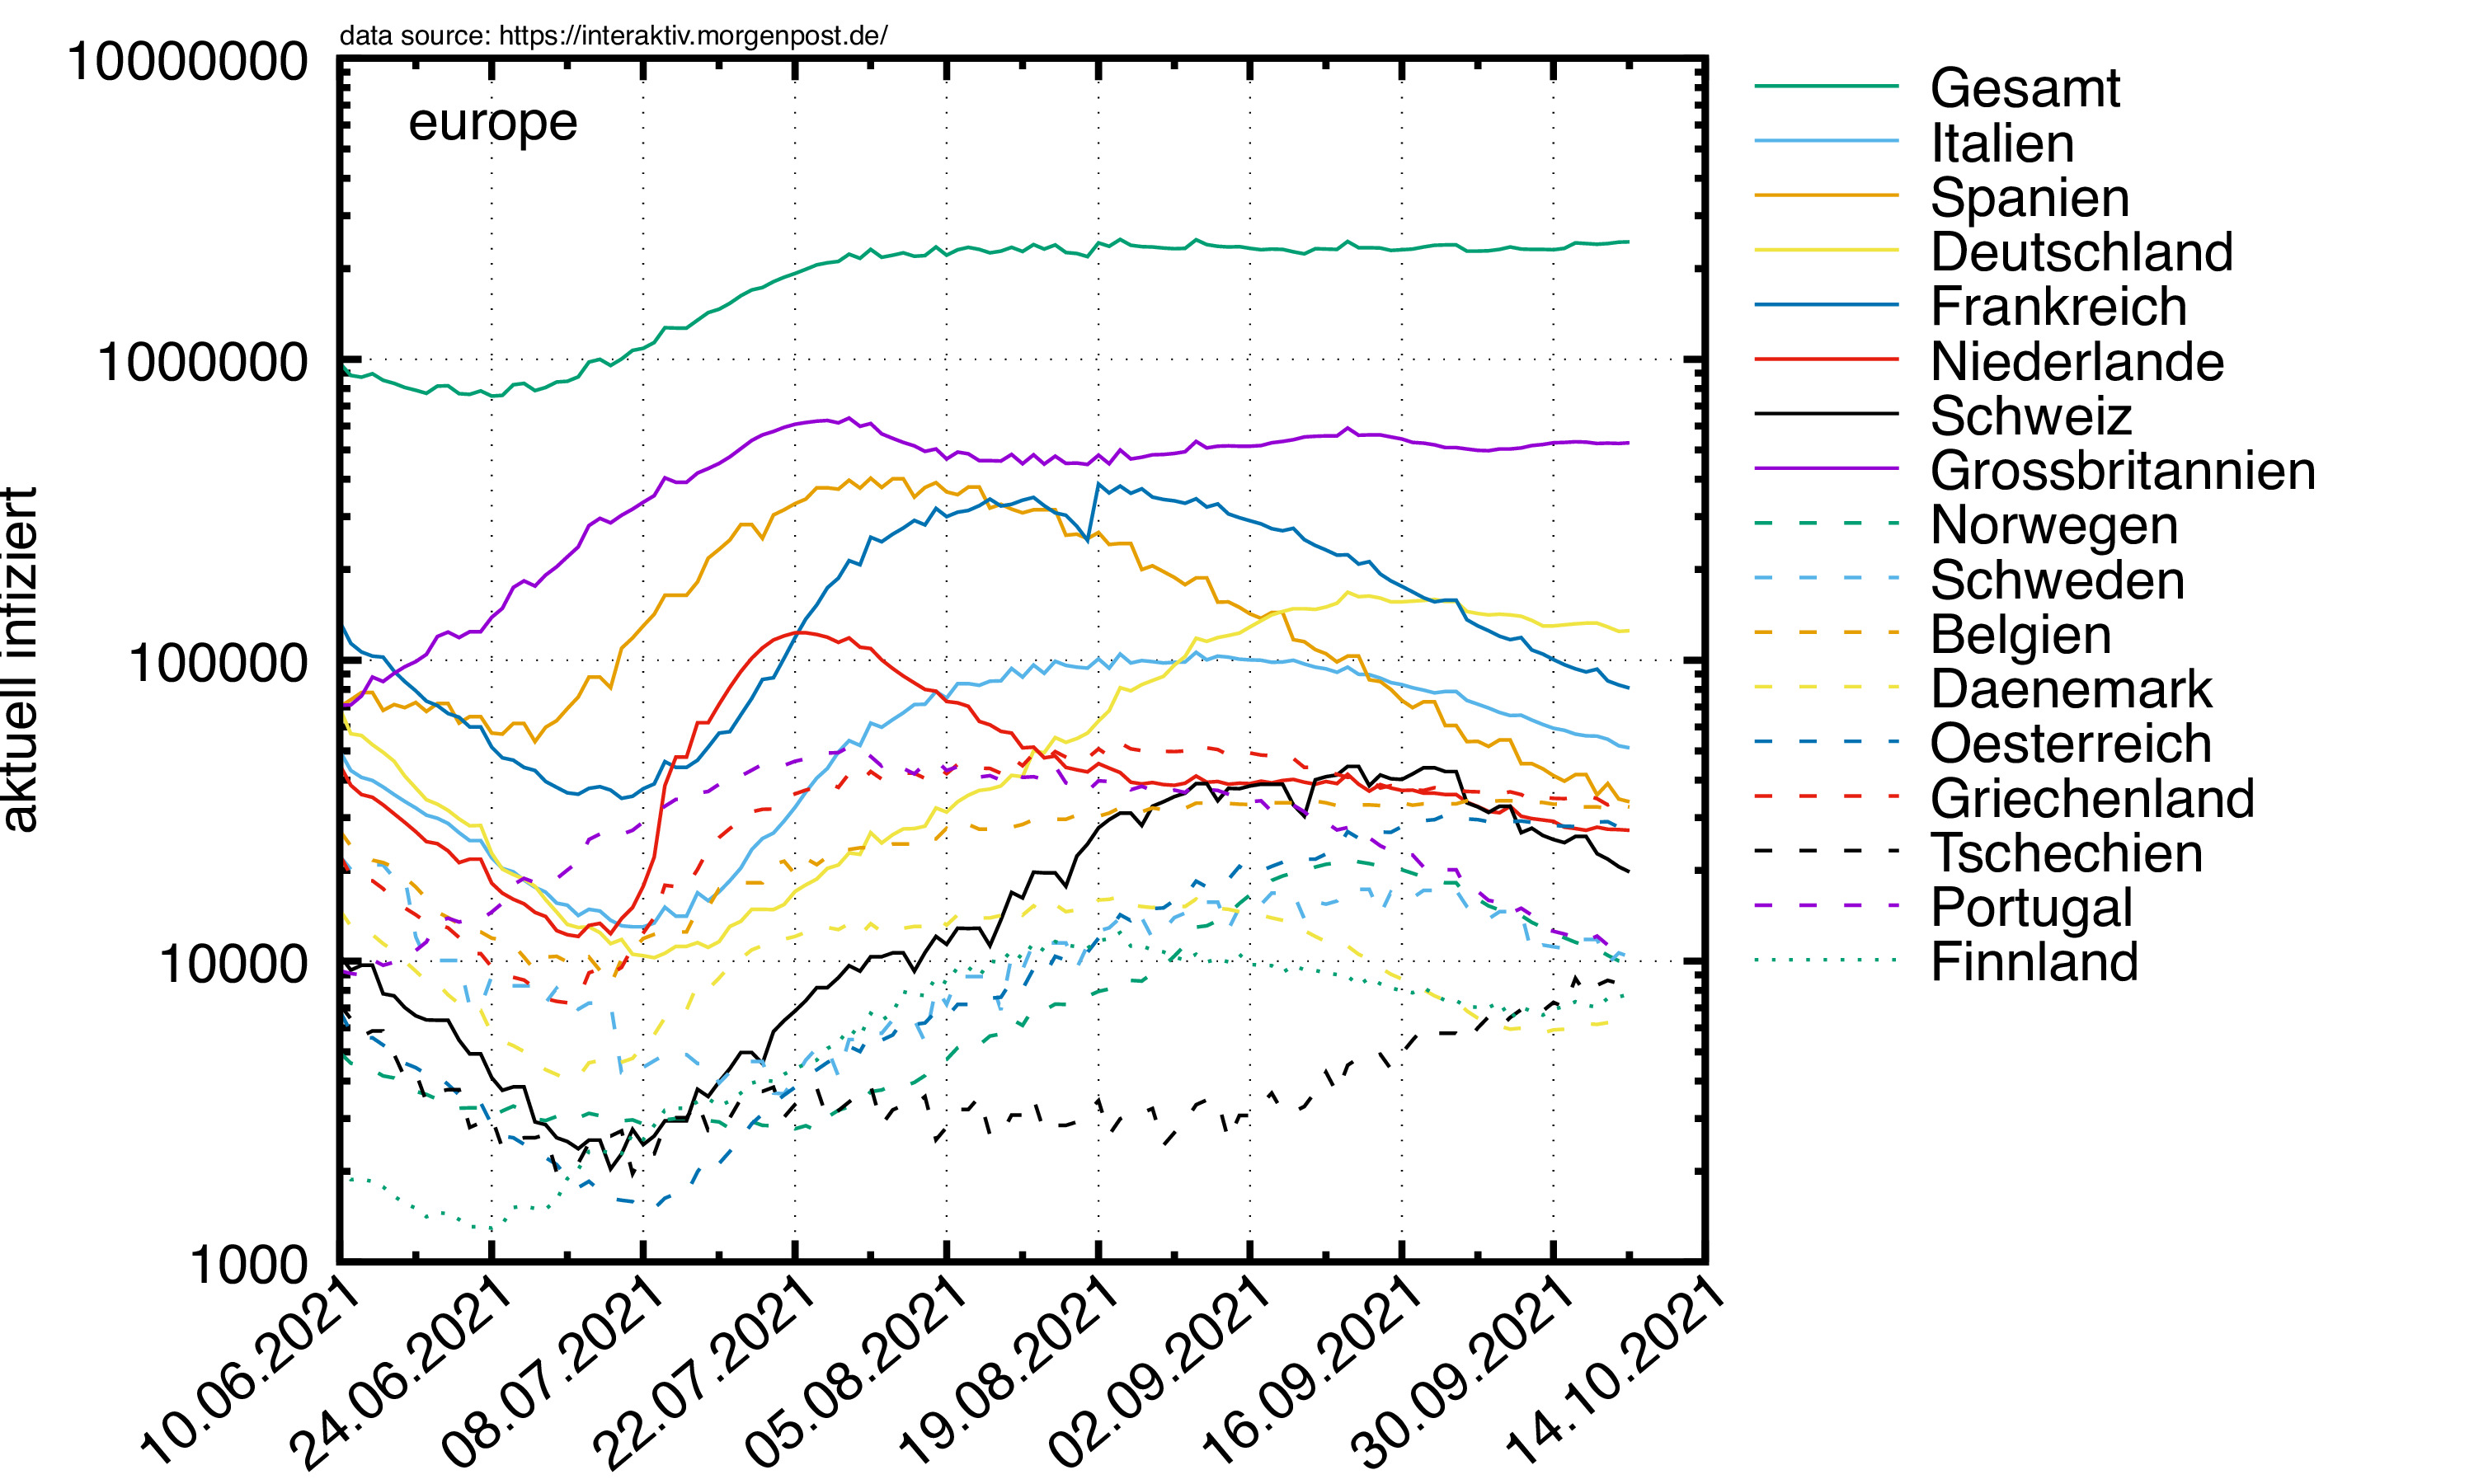 data source: https://interaktiv.morgenpost.de/
europe
aktuell infiziert
10000000
1000000
100000
10000
1000
10.06.2021
24.06.2021
08.07.2021
22.07.2021
05.08.2021
19.08.2021
02.09.2021
16.09.2021
30.09.2021
14.10.2021
Gesamt
Italien
Spanien
Deutschland
Frankreich
Niederlande
Schweiz
Grossbritannien
Norwegen
Schweden
Belgien
Daenemark
Oesterreich
Griechenland
Tschechien
Portugal
Finnland